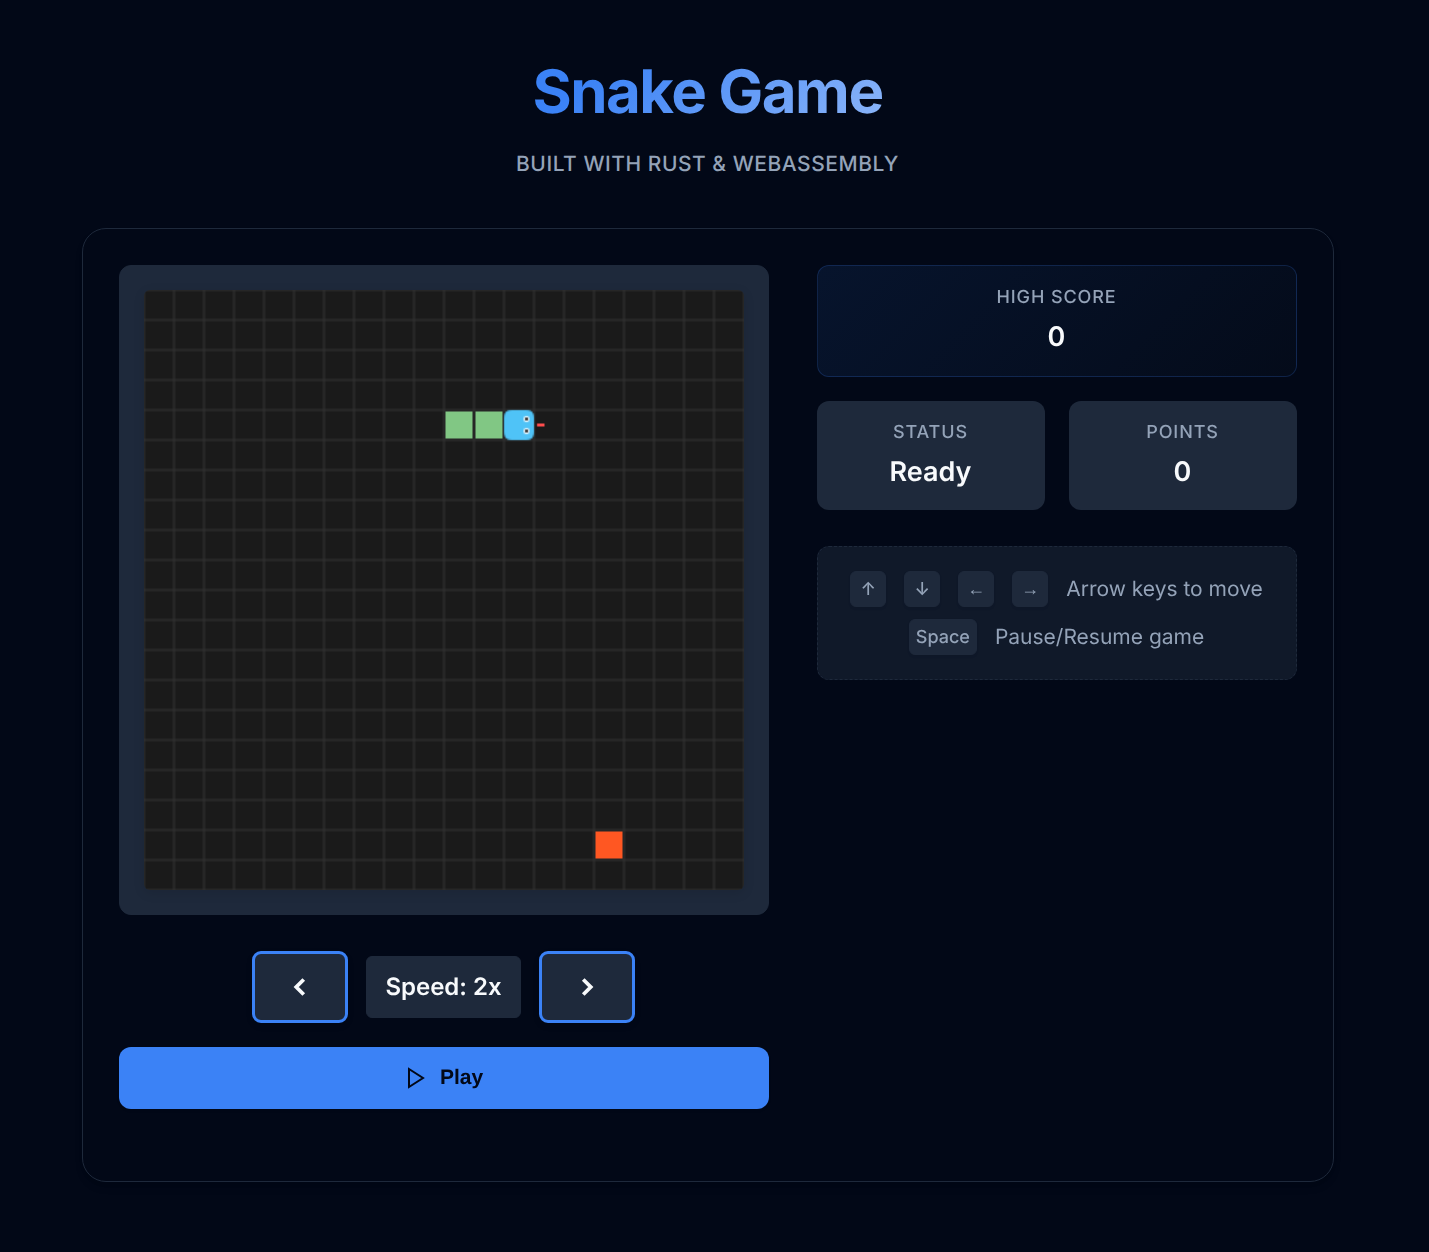 Snake Game
BUILT WITH RUST & WEBASSEMBLY
HIGH SCORE
0
STATUS
Ready
POINTS
0
↑ ↓ ← → Arrow keys to move
Space Pause/Resume game
Speed: 2x
Play